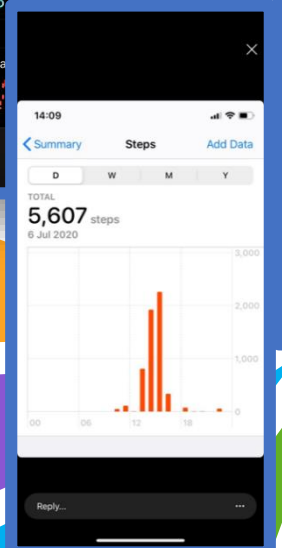 14:09
Summary Steps Add Data
D W M Y
TOTAL
5,607 steps
6 Jul 2020
3,000
2,000
1,000
0
00 06 12 18
Reply...